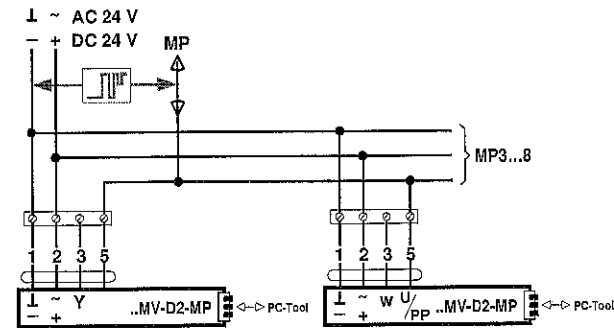 ⊥ ~ AC 24 V
− + DC 24 V
MP
MP3...8
1 2 3 5
1 2 3 5
⊥ ~ Y
− +
..MV-D2-MP
PC-Tool
⊥ ~ W U/PP
− +
..MV-D2-MP
PC-Tool